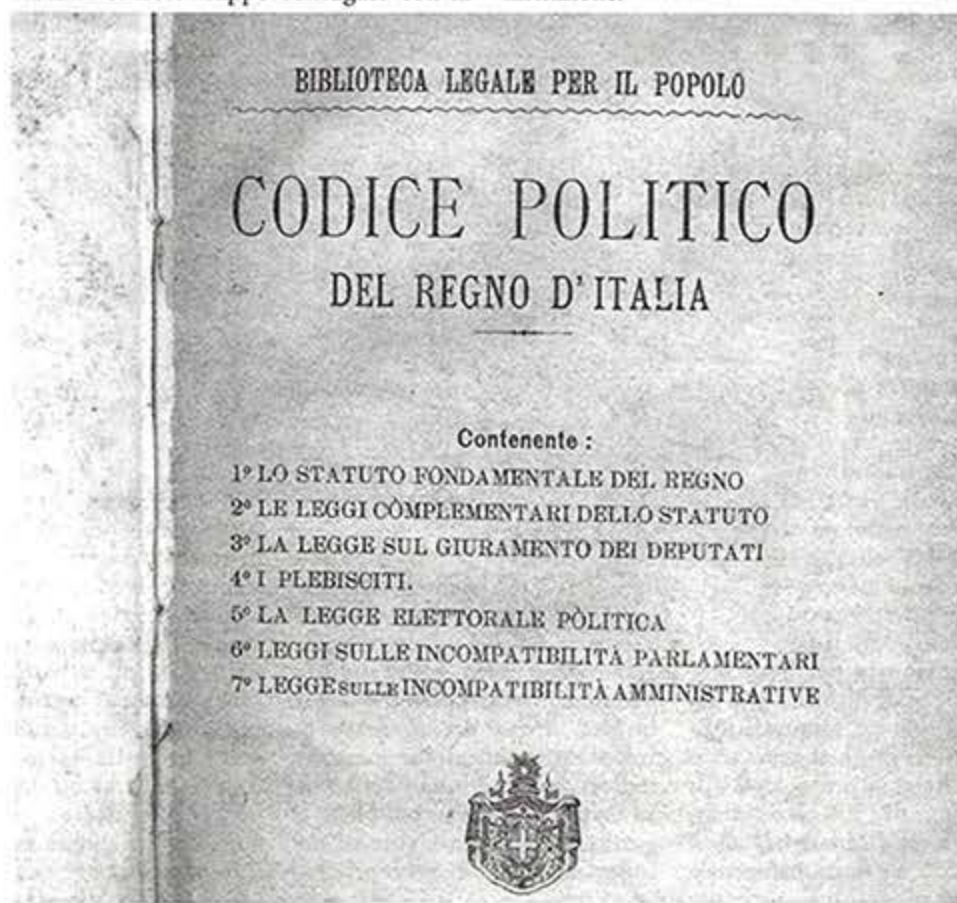 BIBLIOTECA LEGALE PER IL POPOLO
CODICE POLITICO
DEL REGNO D'ITALIA
Contenente :
1º LO STATUTO FONDAMENTALE DEL REGNO
2º LE LEGGI CÒMPLEMENTARI DELLO STATUTO
3º LA LEGGE SUL GIURAMENTO DEI DEPUTATI
4º I PLEBISCITI.
5º LA LEGGE ELETTORALE PÒLITICA
6º LEGGI SULLE INCOMPATIBILITÀ PARLAMENTARI
7º LEGGE SULLE INCOMPATIBILITÀ AMMINISTRATIVE